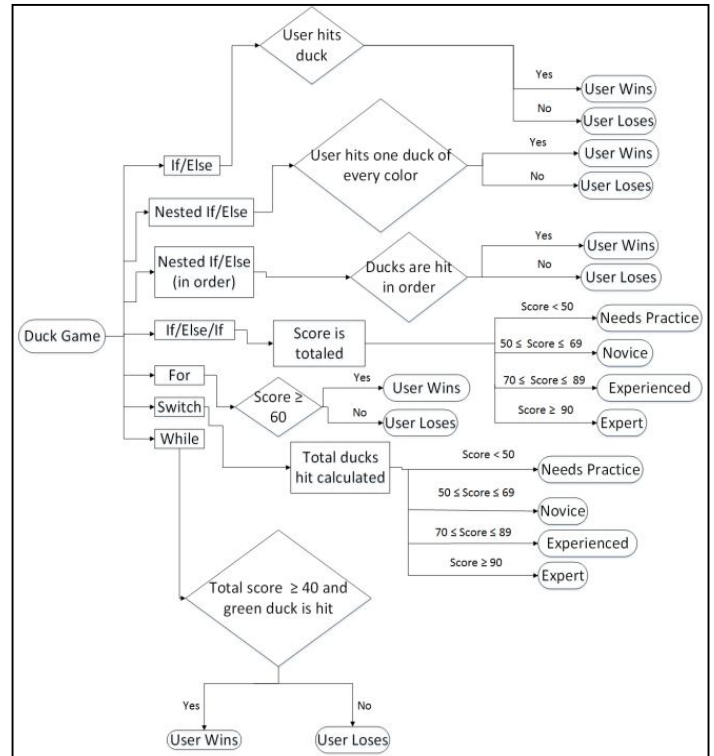 User hits
duck
Yes
User Wins
No
User Loses
If/Else
User hits one duck of
every color
Yes
User Wins
No
User Loses
Nested If/Else
Nested If/Else
(in order)
Ducks are hit
in order
Yes
User Wins
No
User Loses
Duck Game
If/Else/If
Score is
totaled
Score < 50
Needs Practice
50 ≤ Score ≤ 69
Novice
70 ≤ Score ≤ 89
Experienced
Score ≥ 90
Expert
For
Score ≥
60
Yes
User Wins
No
User Loses
Switch
Total ducks
hit calculated
Score < 50
Needs Practice
50 ≤ Score ≤ 69
Novice
70 ≤ Score ≤ 89
Experienced
Score ≥ 90
Expert
While
Total score ≥ 40 and
green duck is hit
Yes
User Wins
No
User Loses